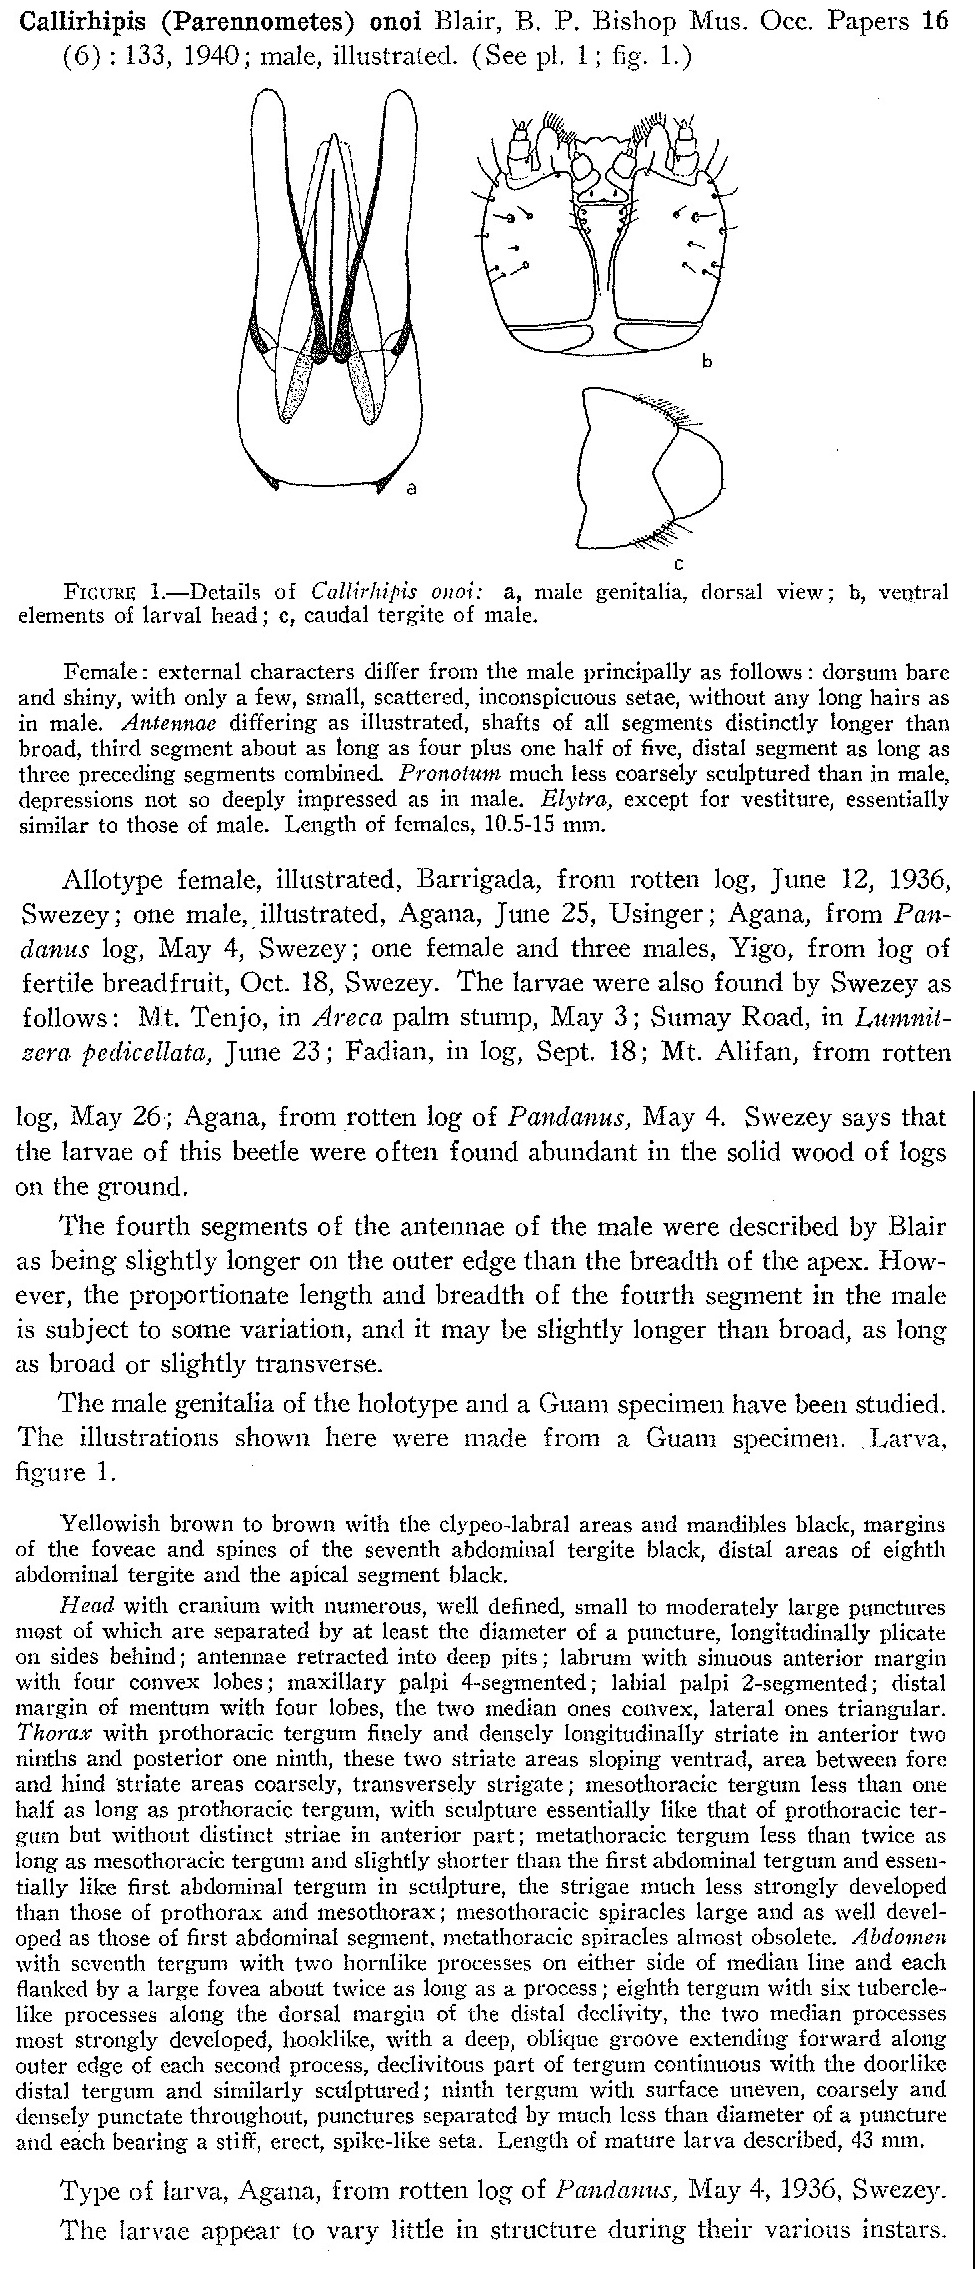 Callirhipis (Parennometes) onoi Blair, B. P. Bishop Mus. Occ. Papers 16
(6) : 133, 1940; male, illustrated. (See pl. 1; fig. 1.)
a
b
c
FIGURE 1.—Details of Callirhipis onoi: a, male genitalia, dorsal view; b, ventral
elements of larval head; c, caudal tergite of male.
Female: external characters differ from the male principally as follows: dorsum bare
and shiny, with only a few, small, scattered, inconspicuous setae, without any long hairs as
in male. Antennae differing as illustrated, shafts of all segments distinctly longer than
broad, third segment about as long as four plus one half of five, distal segment as long as
three preceding segments combined. Pronotum much less coarsely sculptured than in male,
depressions not so deeply impressed as in male. Elytra, except for vestiture, essentially
similar to those of male. Length of females, 10.5-15 mm.
Allotype female, illustrated, Barrigada, from rotten log, June 12, 1936,
Swezey; one male, illustrated, Agana, June 25, Usinger; Agana, from Pan-
danus log, May 4, Swezey; one female and three males, Yigo, from log of
fertile breadfruit, Oct. 18, Swezey. The larvae were also found by Swezey as
follows: Mt. Tenjo, in Areca palm stump, May 3; Sumay Road, in Lumnit-
zera pedicellata, June 23; Fadian, in log, Sept. 18; Mt. Alifan, from rotten
log, May 26; Agana, from rotten log of Pandanus, May 4. Swezey says that
the larvae of this beetle were often found abundant in the solid wood of logs
on the ground.
The fourth segments of the antennae of the male were described by Blair
as being slightly longer on the outer edge than the breadth of the apex. How-
ever, the proportionate length and breadth of the fourth segment in the male
is subject to some variation, and it may be slightly longer than broad, as long
as broad or slightly transverse.
The male genitalia of the holotype and a Guam specimen have been studied.
The illustrations shown here were made from a Guam specimen. Larva,
figure 1.
Yellowish brown to brown with the clypeo-labral areas and mandibles black, margins
of the foveae and spines of the seventh abdominal tergite black, distal areas of eighth
abdominal tergite and the apical segment black.
Head with cranium with numerous, well defined, small to moderately large punctures
most of which are separated by at least the diameter of a puncture, longitudinally plicate
on sides behind; antennae retracted into deep pits; labrum with sinuous anterior margin
with four convex lobes; maxillary palpi 4-segmented; labial palpi 2-segmented; distal
margin of mentum with four lobes, the two median ones convex, lateral ones triangular.
Thorax with prothoracic tergum finely and densely longitudinally striate in anterior two
ninths and posterior one ninth, these two striate areas sloping ventrad, area between fore
and hind striate areas coarsely, transversely strigate; mesothoracic tergum less than one
half as long as prothoracic tergum, with sculpture essentially like that of prothoracic ter-
gum but without distinct striae in anterior part; metathoracic tergum less than twice as
long as mesothoracic tergum and slightly shorter than the first abdominal tergum and essen-
tially like first abdominal tergum in sculpture, the strigae much less strongly developed
than those of prothorax and mesothorax; mesothoracic spiracles large and as well devel-
oped as those of first abdominal segment, metathoracic spiracles almost obsolete. Abdomen
with seventh tergum with two hornlike processes on either side of median line and each
flanked by a large fovea about twice as long as a process; eighth tergum with six tubercle-
like processes along the dorsal margin of the distal declivity, the two median processes
most strongly developed, hooklike, with a deep, oblique groove extending forward along
outer edge of each second process, declivitous part of tergum continuous with the doorlike
distal tergum and similarly sculptured; ninth tergum with surface uneven, coarsely and
densely punctate throughout, punctures separated by much less than diameter of a puncture
and each bearing a stiff, erect, spike-like seta. Length of mature larva described, 43 mm.
Type of larva, Agana, from rotten log of Pandanus, May 4, 1936, Swezey.
The larvae appear to vary little in structure during their various instars.